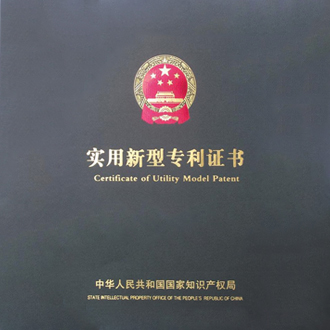 实用新型专利证书
Certificate of Utility Model Patent
中华人民共和国国家知识产权局
STATE INTELLECTUAL PROPERTY OFFICE OF THE PEOPLE'S REPUBLIC OF CHINA